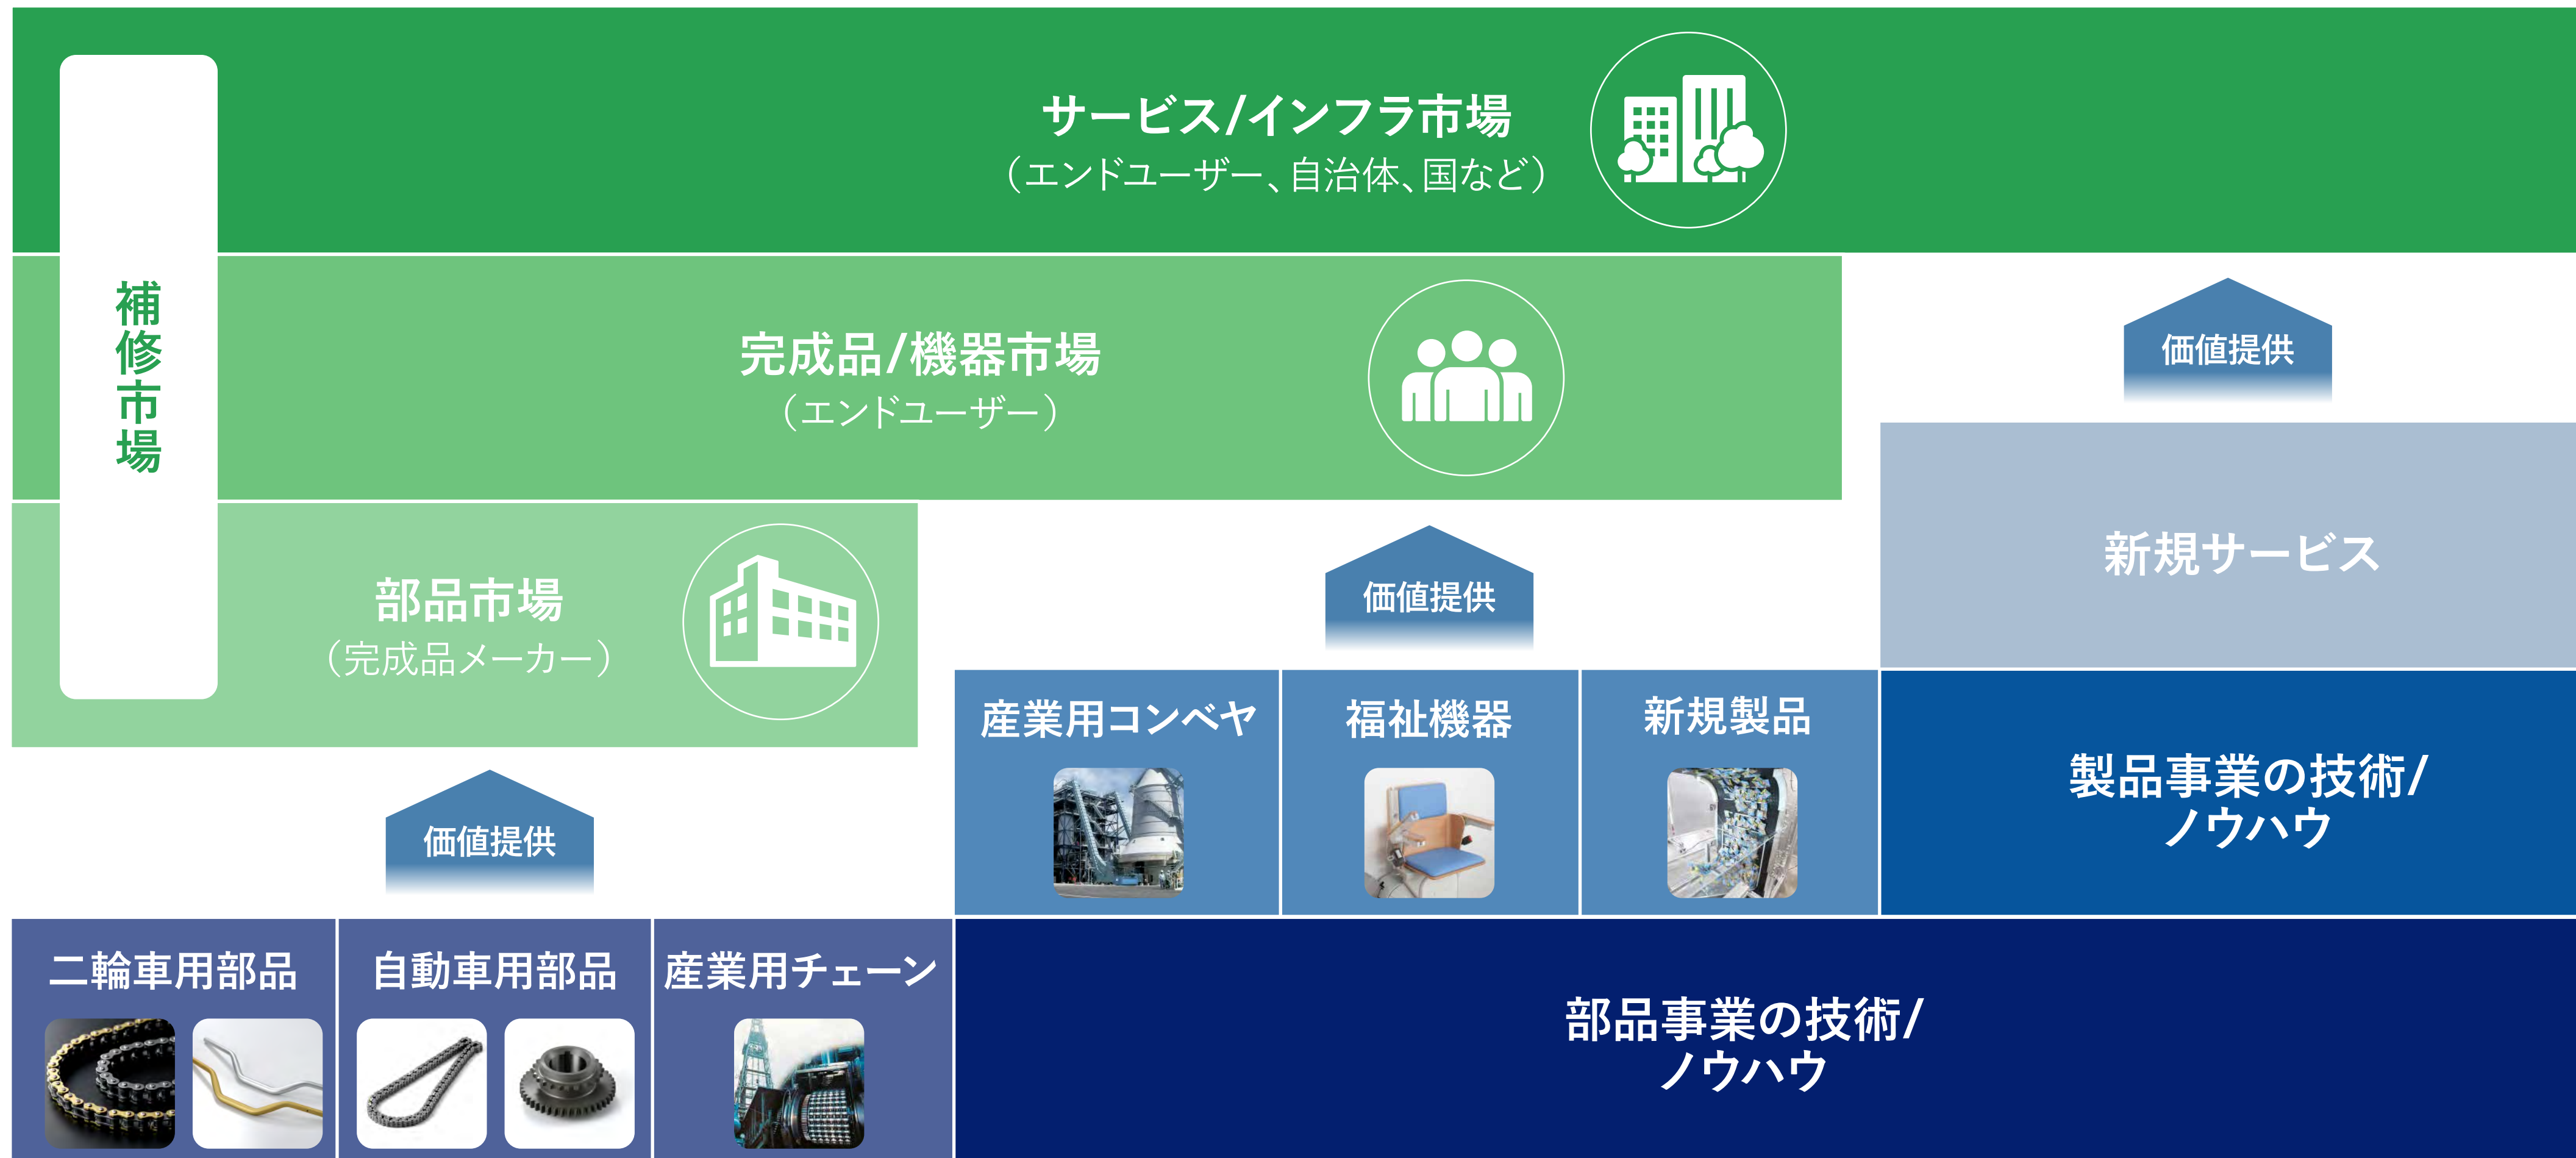 サービス/インフラ市場
（エンドユーザー、自治体、国など）
補修市場
完成品/機器市場
（エンドユーザー）
価値提供
部品市場
（完成品メーカー）
価値提供
新規サービス
産業用コンベヤ
福祉機器
新規製品
製品事業の技術/
ノウハウ
価値提供
二輪車用部品
自動車用部品
産業用チェーン
部品事業の技術/
ノウハウ